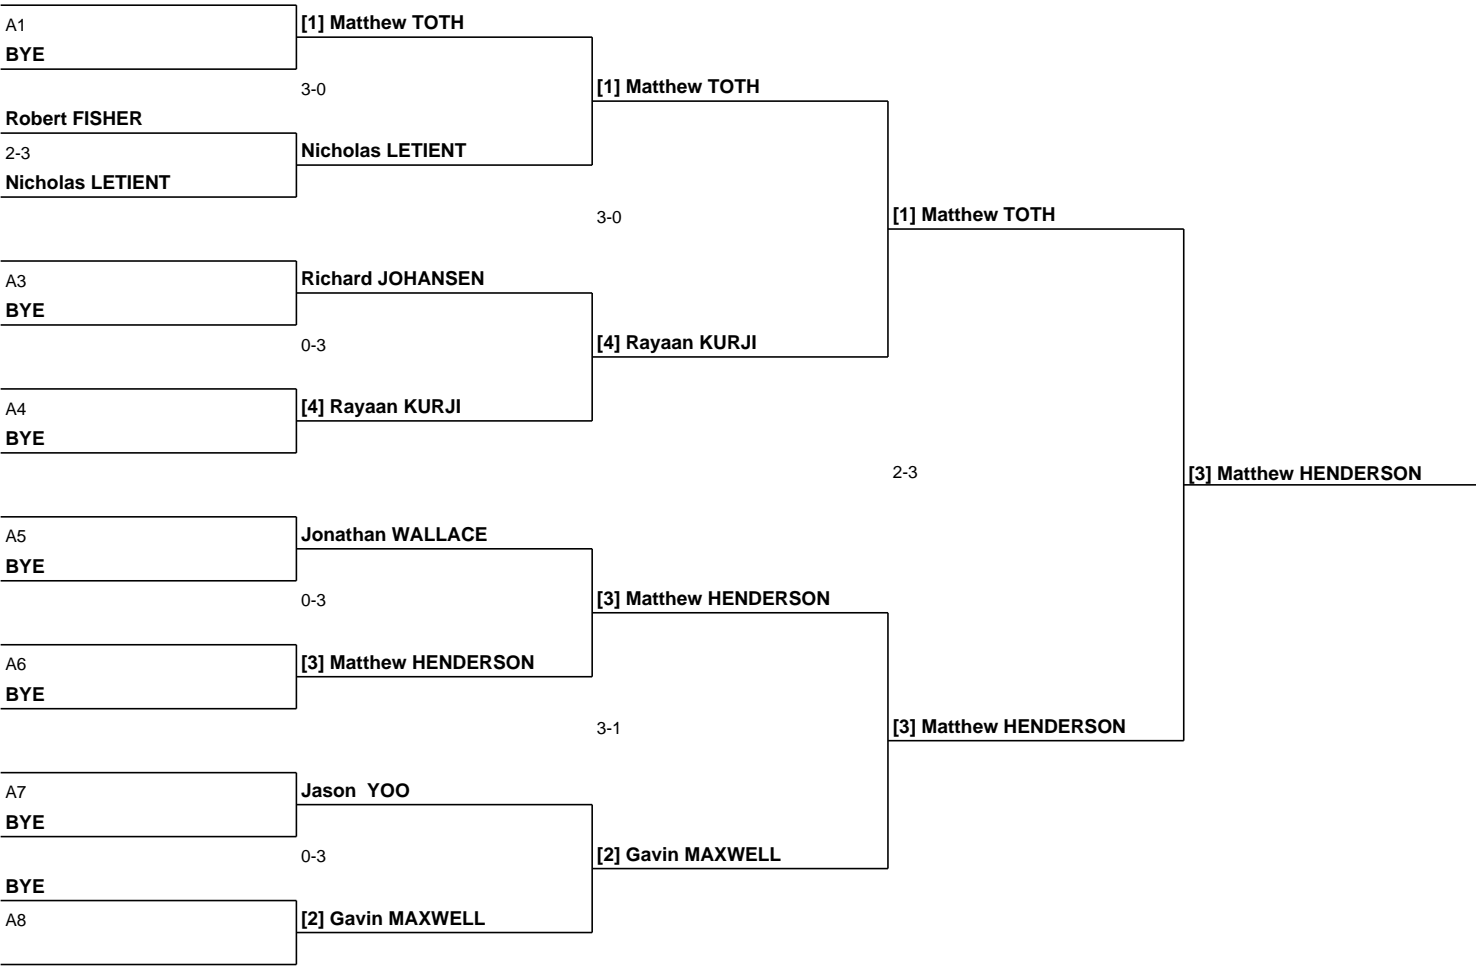 A1
BYE
[1] Matthew TOTH
3-0
[1] Matthew TOTH
Robert FISHER
2-3
Nicholas LETIENT
Nicholas LETIENT
3-0
[1] Matthew TOTH
A3
BYE
Richard JOHANSEN
0-3
[4] Rayaan KURJI
A4
BYE
[4] Rayaan KURJI
2-3
[3] Matthew HENDERSON
A5
BYE
Jonathan WALLACE
0-3
[3] Matthew HENDERSON
A6
BYE
[3] Matthew HENDERSON
3-1
[3] Matthew HENDERSON
A7
BYE
Jason  YOO
0-3
[2] Gavin MAXWELL
BYE
A8
[2] Gavin MAXWELL